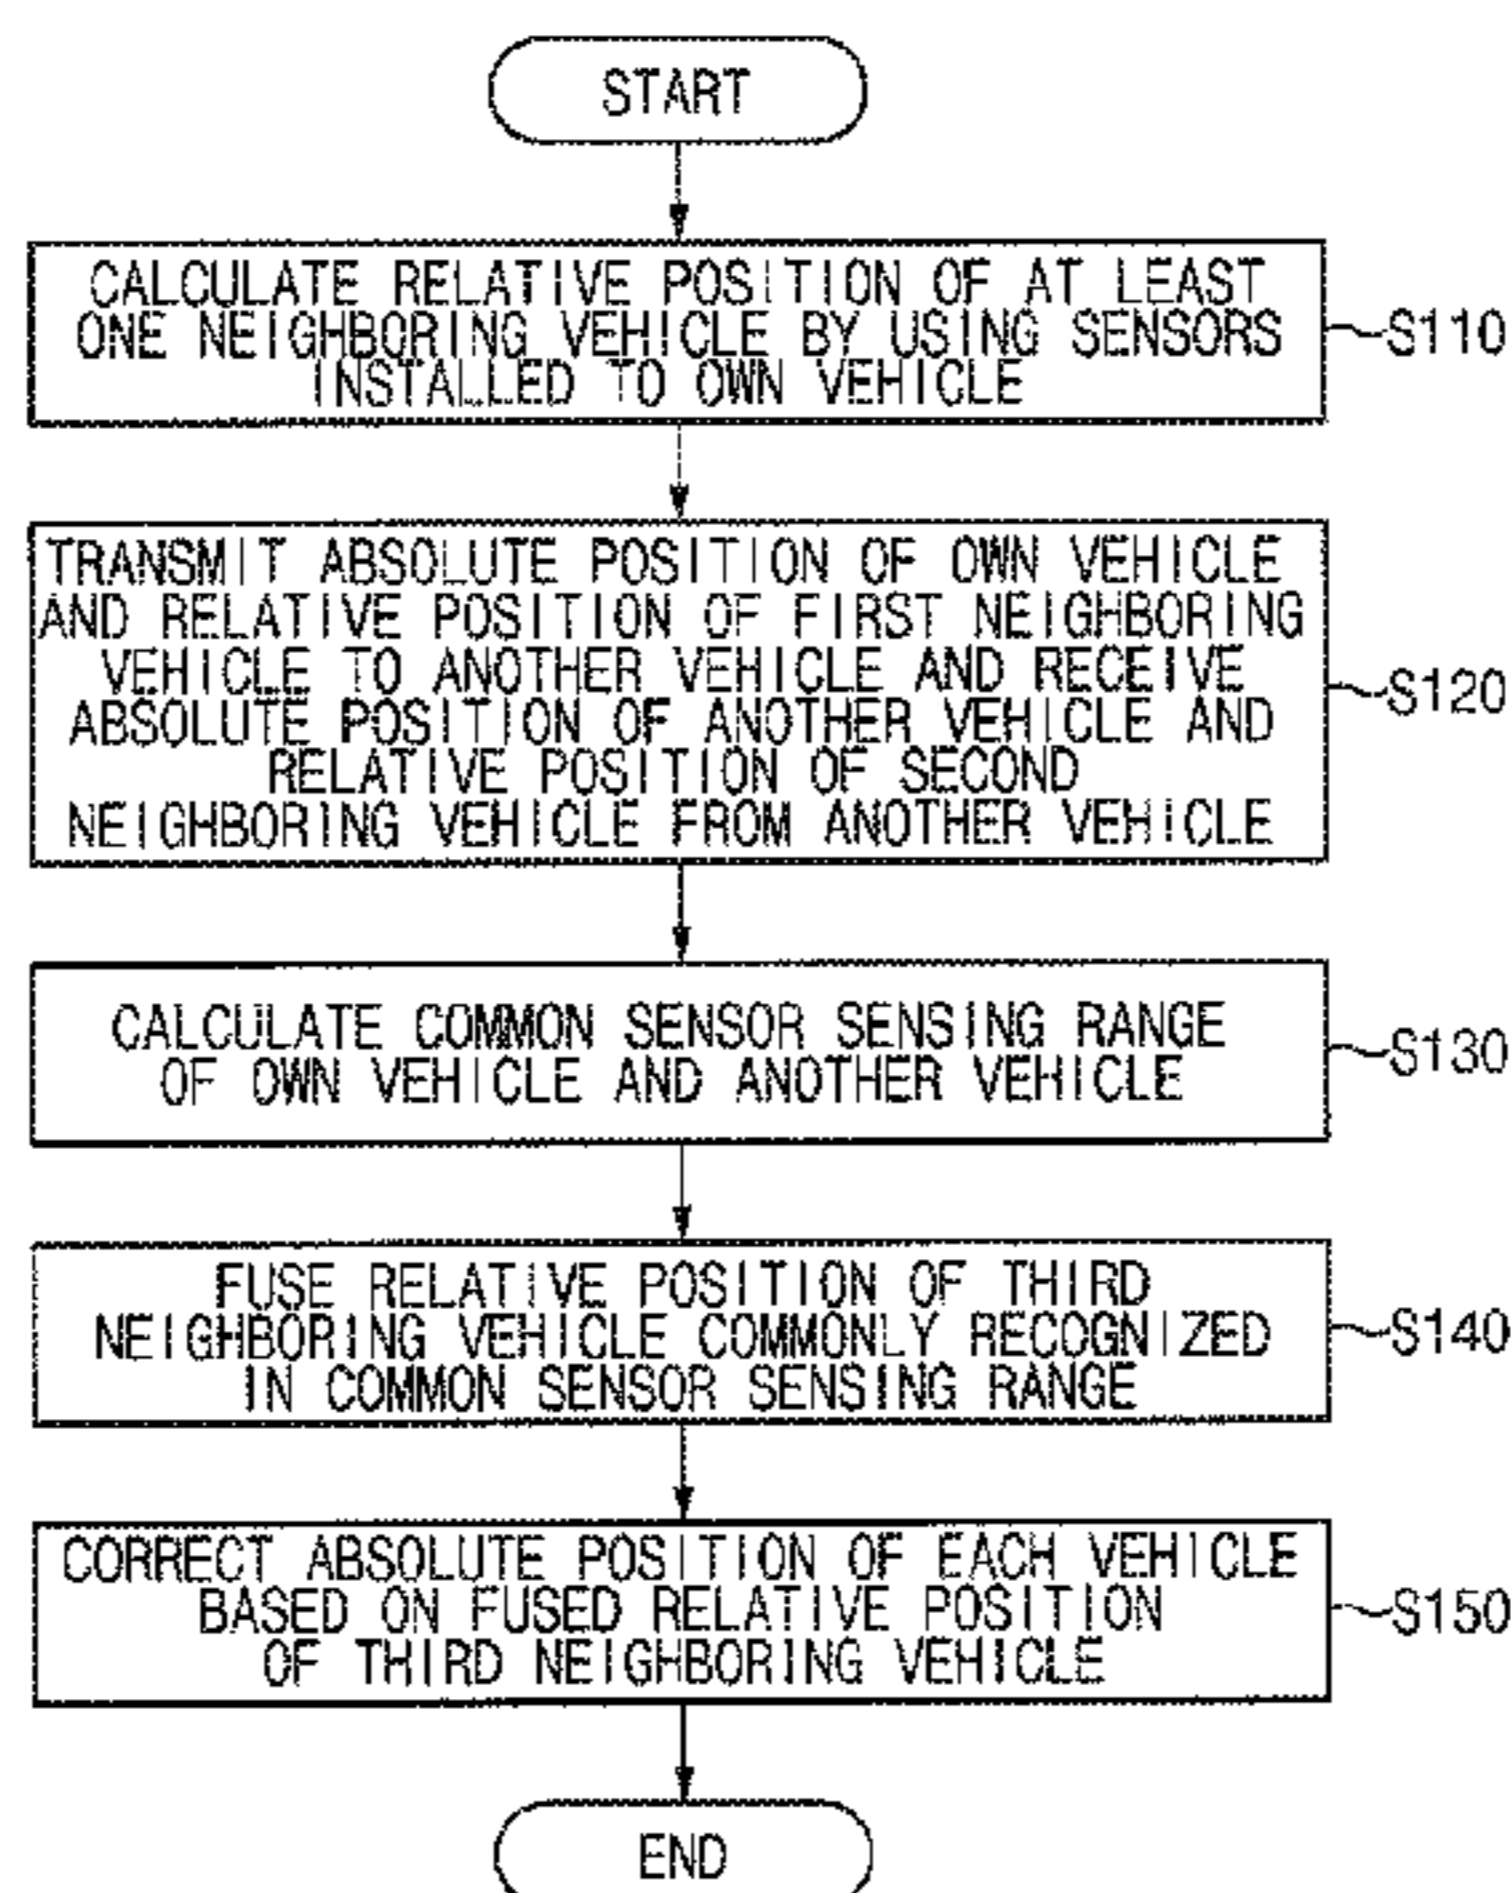 START
CALCULATE RELATIVE POSITION OF AT LEAST
ONE NEIGHBORING VEHICLE BY USING SENSORS
INSTALLED TO OWN VEHICLE
S110
TRANSMIT ABSOLUTE POSITION OF OWN VEHICLE
AND RELATIVE POSITION OF FIRST NEIGHBORING
VEHICLE TO ANOTHER VEHICLE AND RECEIVE
ABSOLUTE POSITION OF ANOTHER VEHICLE AND
RELATIVE POSITION OF SECOND
NEIGHBORING VEHICLE FROM ANOTHER VEHICLE
S120
CALCULATE COMMON SENSOR SENSING RANGE
OF OWN VEHICLE AND ANOTHER VEHICLE
S130
FUSE RELATIVE POSITION OF THIRD
NEIGHBORING VEHICLE COMMONLY RECOGNIZED
IN COMMON SENSOR SENSING RANGE
S140
CORRECT ABSOLUTE POSITION OF EACH VEHICLE
BASED ON FUSED RELATIVE POSITION
OF THIRD NEIGHBORING VEHICLE
S150
END